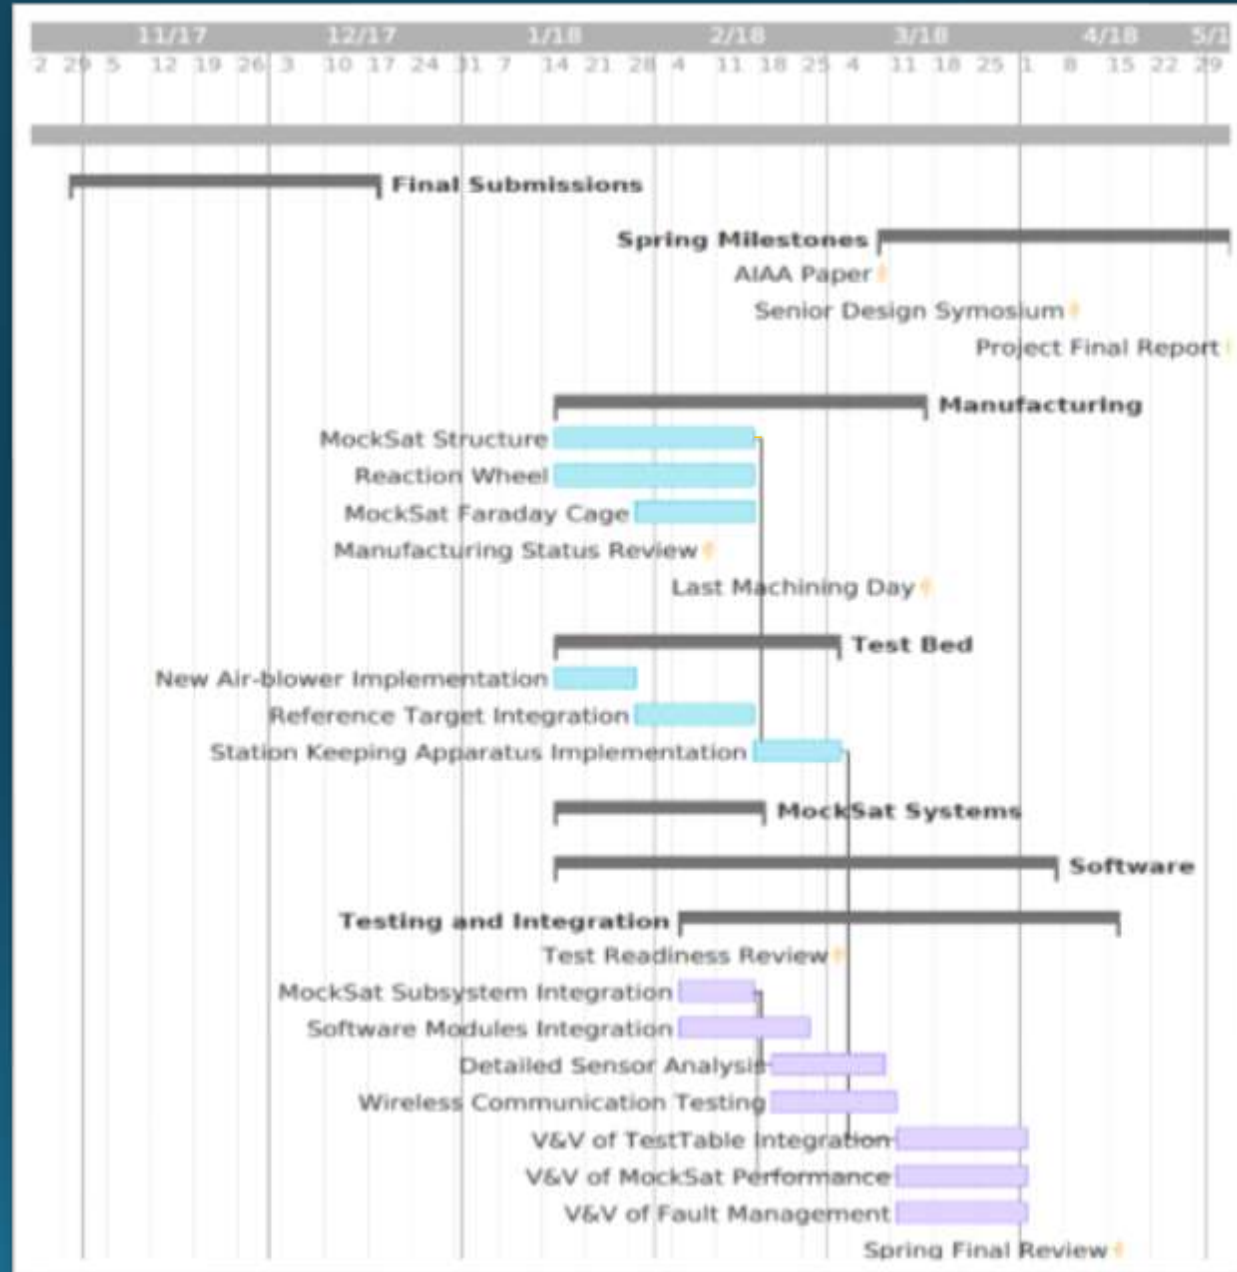 11/17 12/17 1/18 2/18 3/18 4/18 5/1
2 29 5 12 19 26 3 10 17 24 31 7 14 21 28 4 11 18 25 4 11 18 25 1 8 15 22 29
Final Submissions
Spring Milestones
AIAA Paper
Senior Design Symosium
Project Final Report
Manufacturing
MockSat Structure
Reaction Wheel
MockSat Faraday Cage
Manufacturing Status Review
Last Machining Day
Test Bed
New Air-blower Implementation
Reference Target Integration
Station Keeping Apparatus Implementation
MockSat Systems
Software
Testing and Integration
Test Readiness Review
MockSat Subsystem Integration
Software Modules Integration
Detailed Sensor Analysis
Wireless Communication Testing
V&V of TestTable Integration
V&V of MockSat Performance
V&V of Fault Management
Spring Final Review